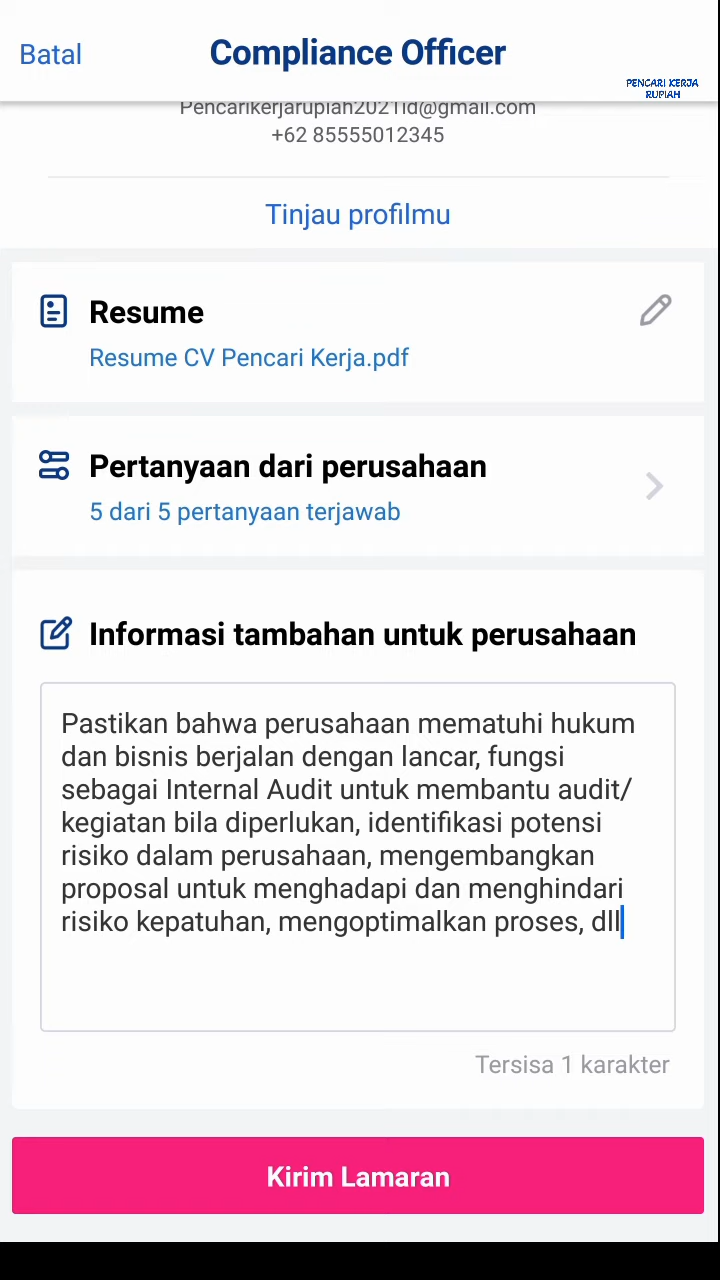 Batal
Compliance Officer
PENCARI KERJA
RUPIAH
Pencarikerjarupiah2021id@gmail.com
+62 85555012345
Tinjau profilmu
Resume
Resume CV Pencari Kerja.pdf
Pertanyaan dari perusahaan
5 dari 5 pertanyaan terjawab
Informasi tambahan untuk perusahaan
Pastikan bahwa perusahaan mematuhi hukum
dan bisnis berjalan dengan lancar, fungsi
sebagai Internal Audit untuk membantu audit/
kegiatan bila diperlukan, identifikasi potensi
risiko dalam perusahaan, mengembangkan
proposal untuk menghadapi dan menghindari
risiko kepatuhan, mengoptimalkan proses, dll
Tersisa 1 karakter
Kirim Lamaran